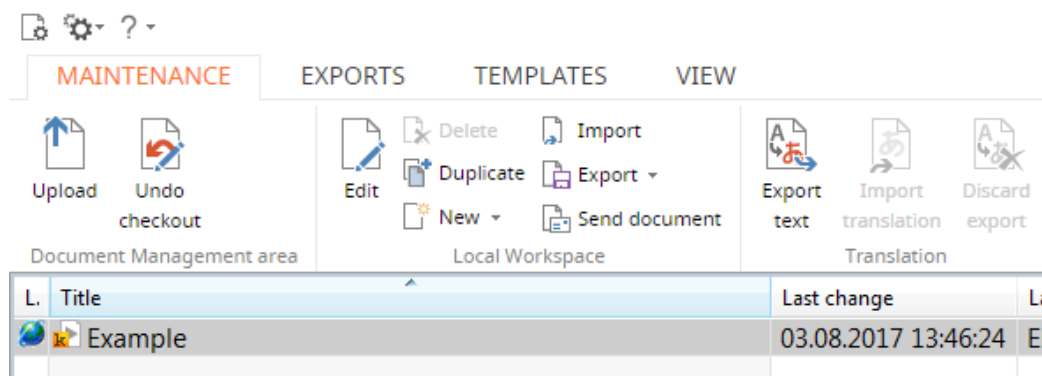 ?
MAINTENANCE EXPORTS TEMPLATES VIEW
Upload
Undo
checkout
Document Management area
Edit
Delete
Duplicate
New
Import
Export
Send document
Local Workspace
Export
text
Import
translation
Discard
export
Translation
L. Title Last change
Example 03.08.2017 13:46:24